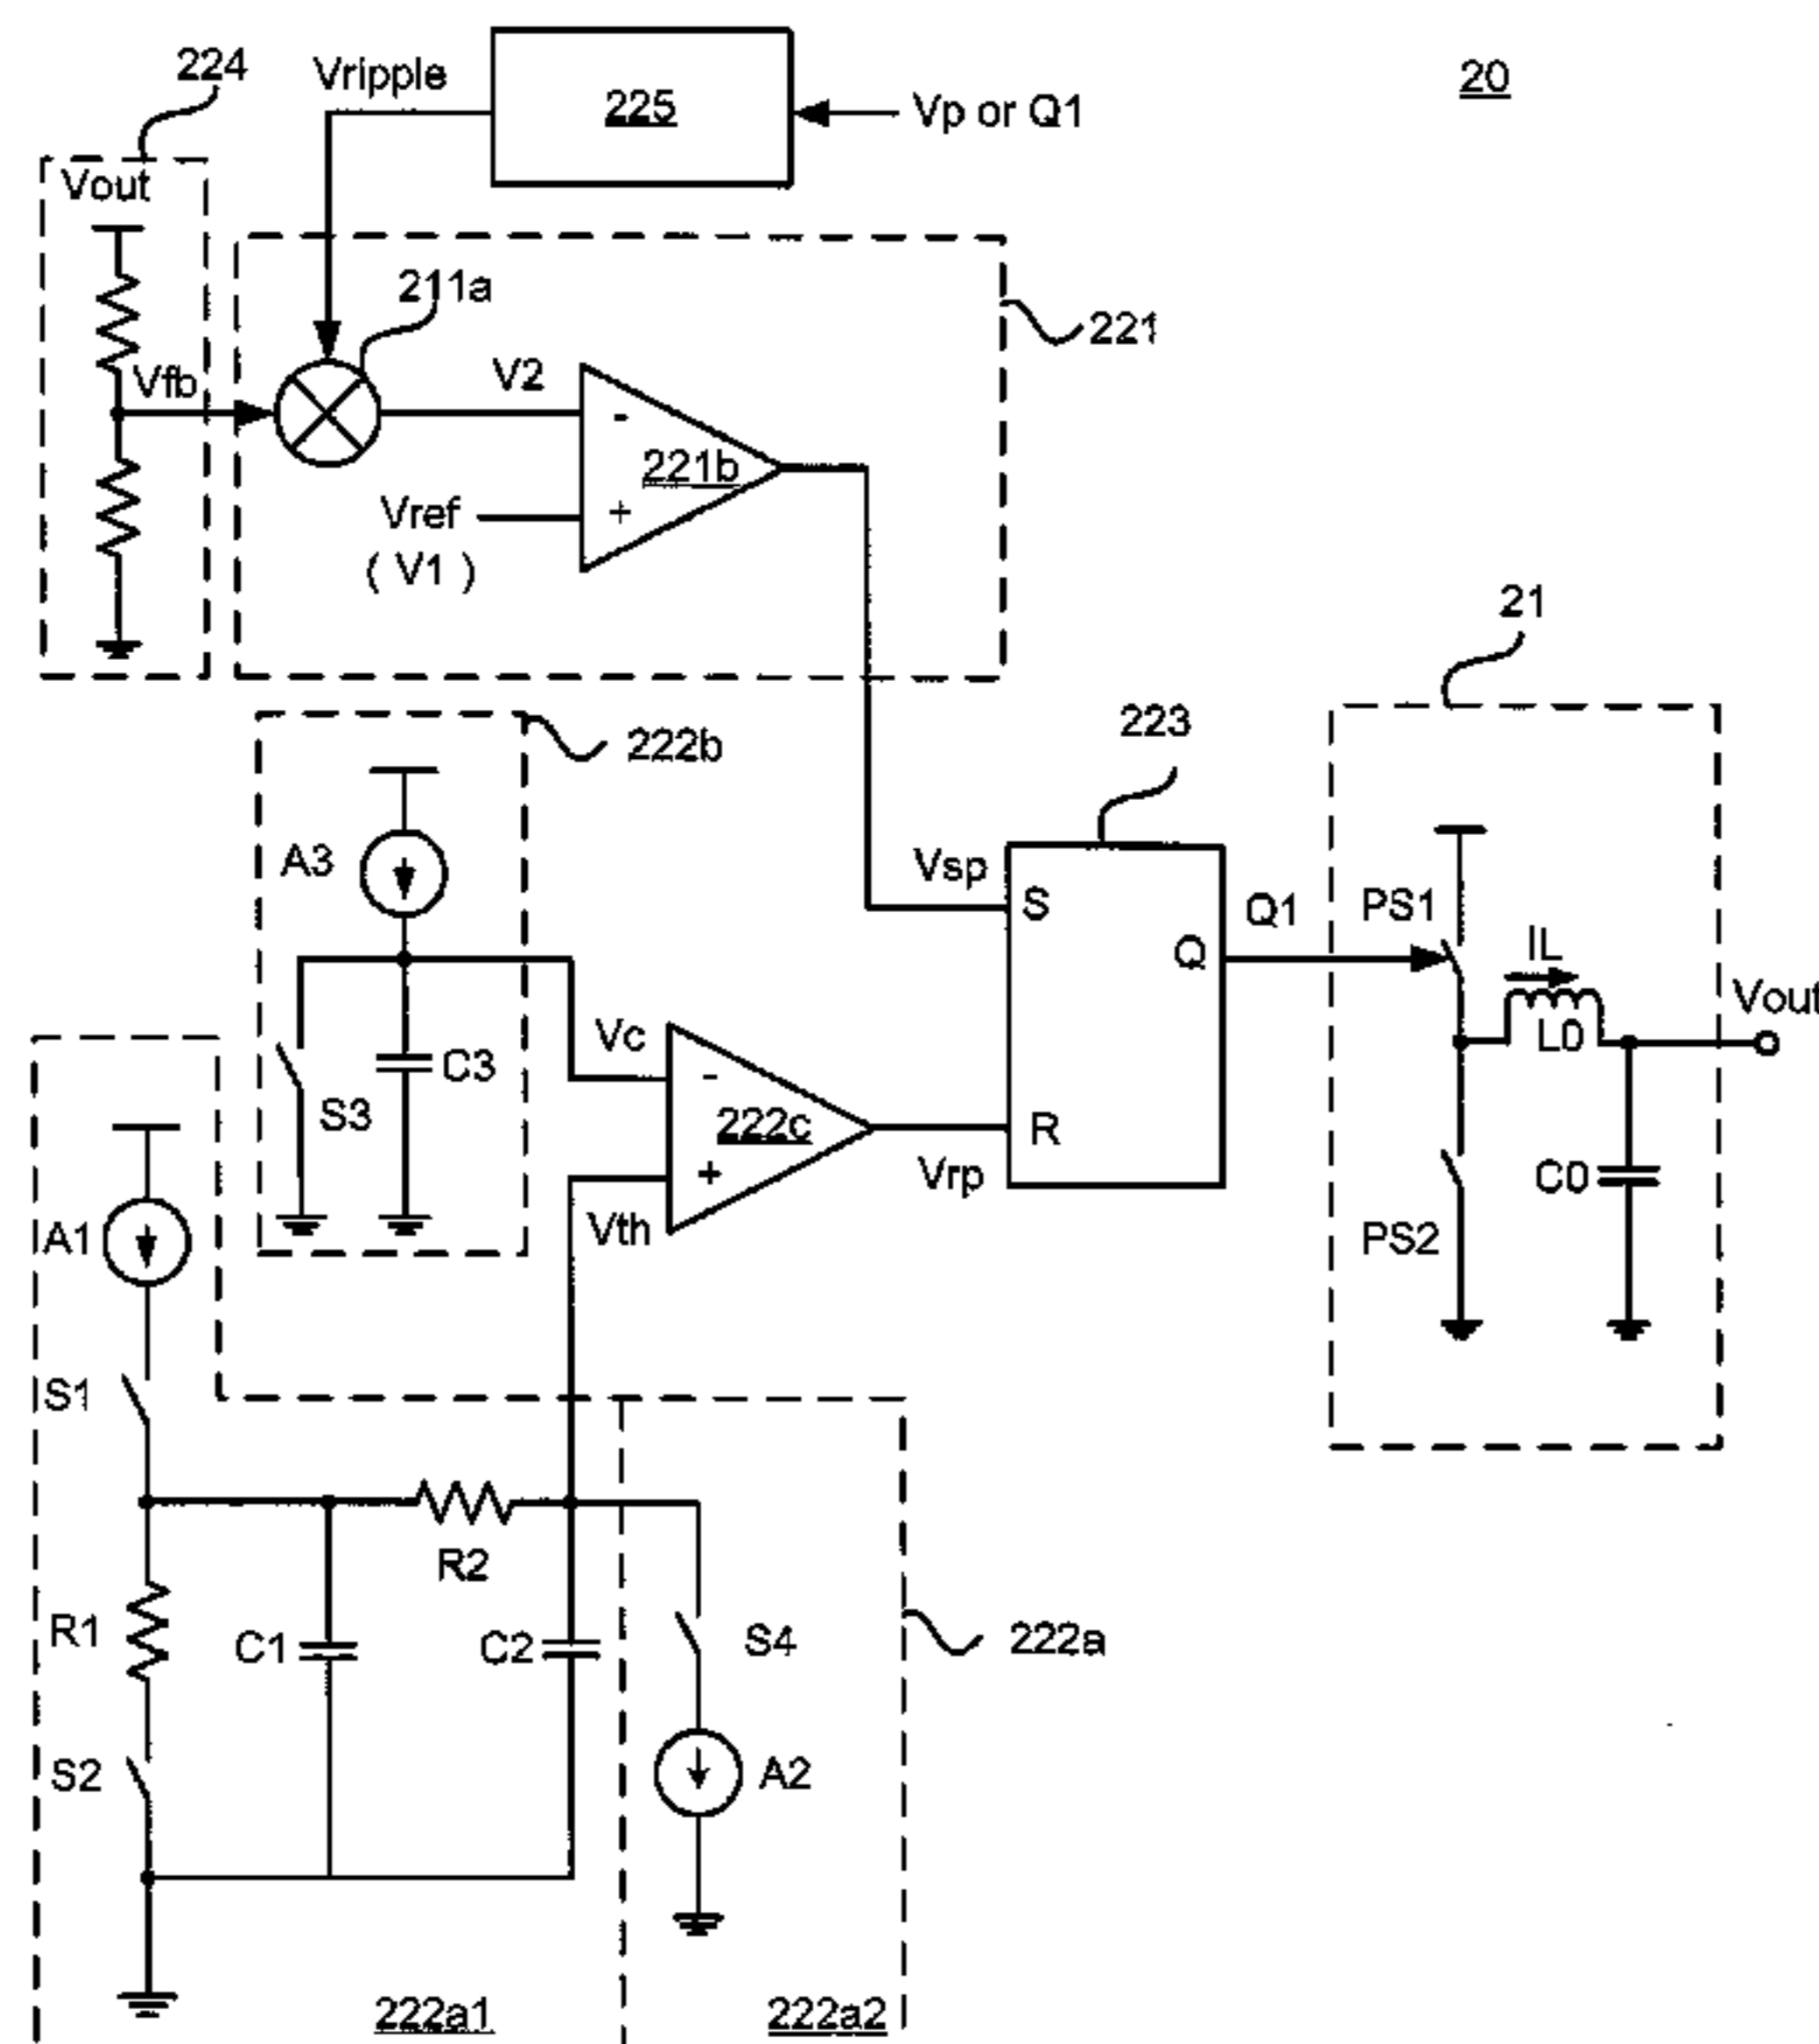 224
Vripple
225
Vp or Q1
20
Vout
211a
221
Vfb
V2
-
221b
Vref
+
( V1 )
21
222b
223
A3
Vsp
S
Q1
PS1
Q
IL
Vout
L0
Vc
C3
S3
-
222c
R
+
Vrp
C0
Vth
PS2
A1
S1
R2
R1
C1
C2
S4
222a
S2
A2
222a1
222a2